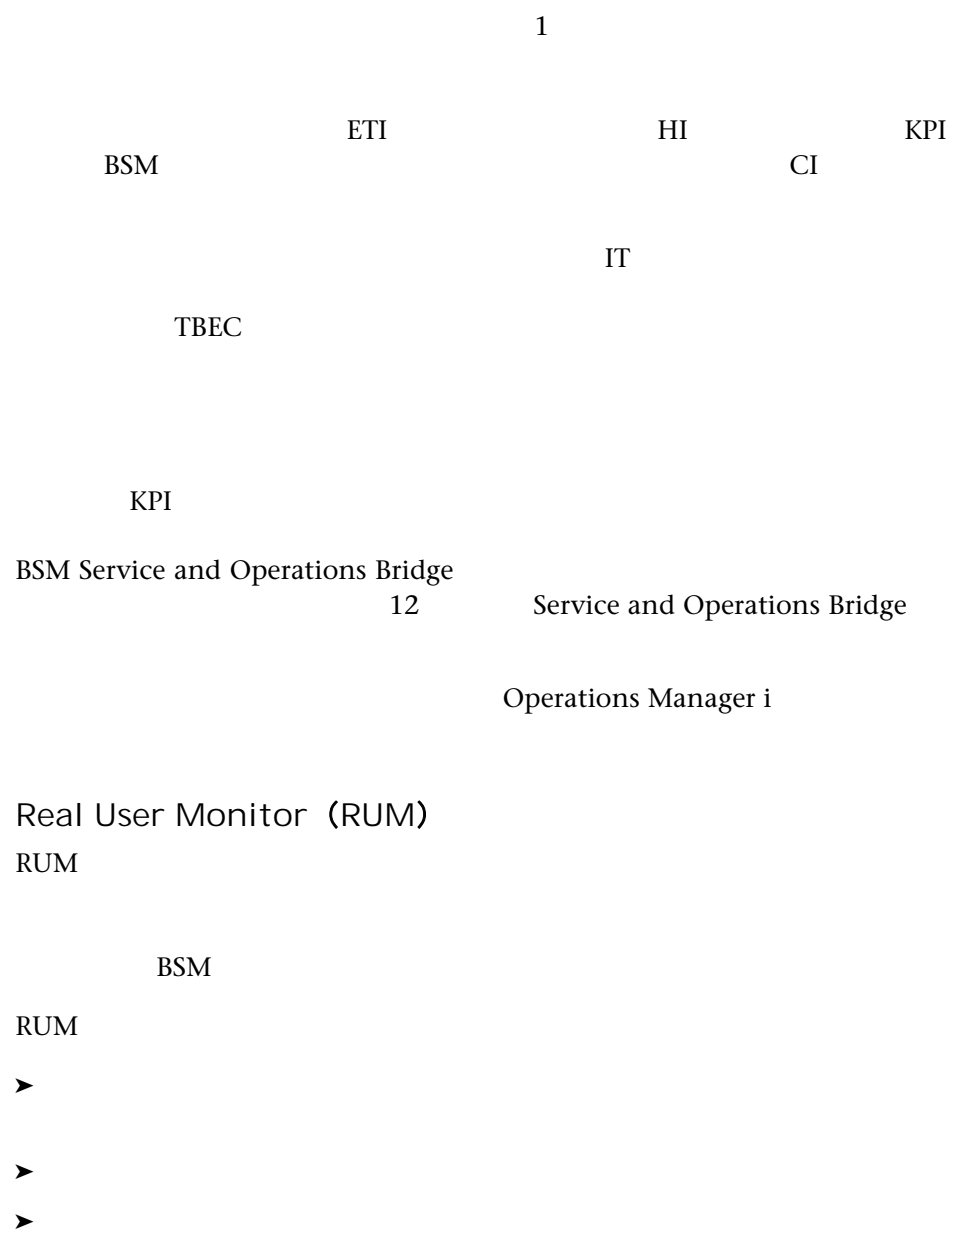 1
ETI HI KPI
BSM CI
IT
TBEC
KPI
BSM Service and Operations Bridge
12 Service and Operations Bridge
Operations Manager i
Real User Monitor (RUM)
RUM
BSM
RUM
➤
➤
➤